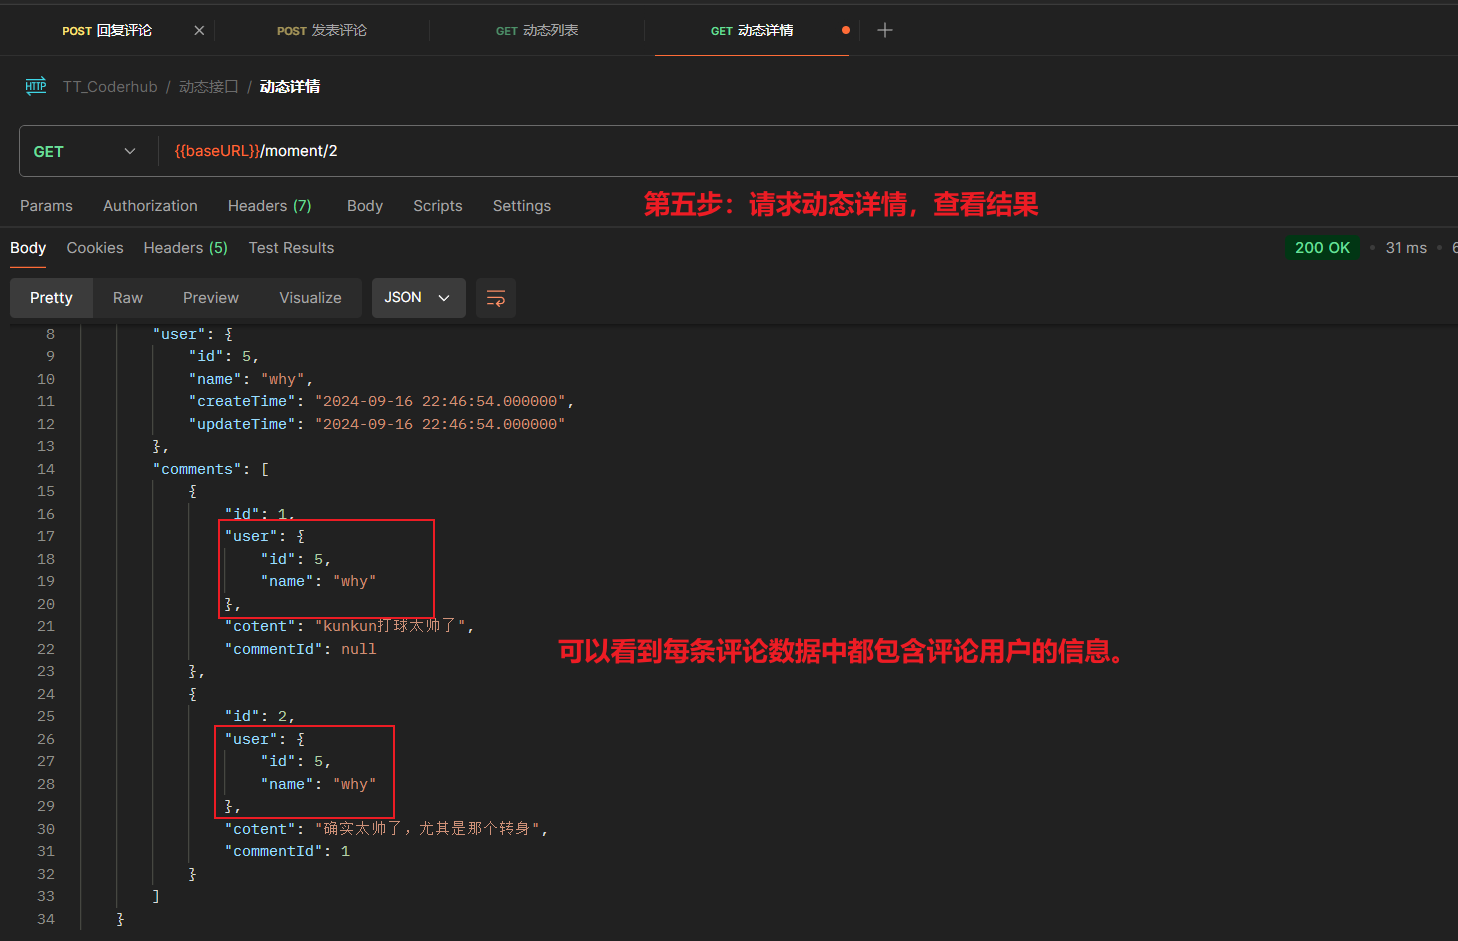 POST 回复评论 POST 发表评论 GET 动态列表 GET 动态详情
HTTP TT_Coderhub / 动态接口 / 动态详情
GET {{baseURL}}/moment/2
Params Authorization Headers (7) Body Scripts Settings
第五步：请求动态详情，查看结果
Body Cookies Headers (5) Test Results 200 OK • 31 ms • 6
Pretty Raw Preview Visualize JSON
8 "user": {
9 "id": 5,
10 "name": "why",
11 "createTime": "2024-09-16 22:46:54.000000",
12 "updateTime": "2024-09-16 22:46:54.000000"
13 },
14 "comments": [
15 {
16 "id": 1,
17 "user": {
18 "id": 5,
19 "name": "why"
20 },
21 "cotent": "kunkun打球太帅了",
22 "commentId": null
可以看到每条评论数据中都包含评论用户的信息。
23 },
24 {
25 "id": 2,
26 "user": {
27 "id": 5,
28 "name": "why"
29 },
30 "cotent": "确实太帅了，尤其是那个转身",
31 "commentId": 1
32 }
33 ]
34 }